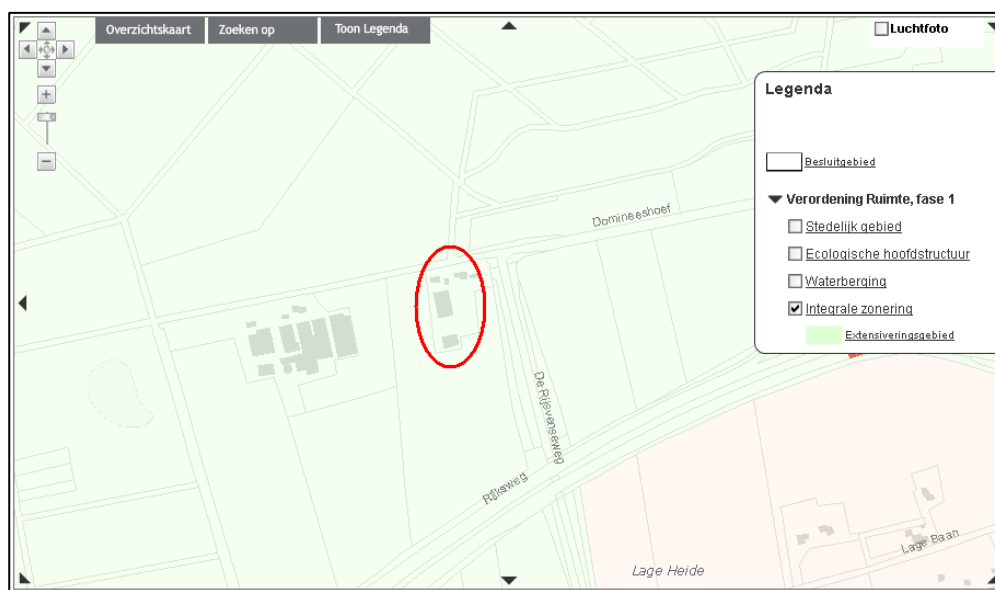 Overzichtskaart
Zoeken op
Toon Legenda
Luchtfoto
Legenda
Besluitgebied
Verordening Ruimte, fase 1
Stedelijk gebied
Ecologische hoofdstructuur
Waterberging
Integrale zonering
Extensiveringsgebied
Domineeshoef
De Rijsvenseweg
Rijksweg
Lage Baan
Lage Heide